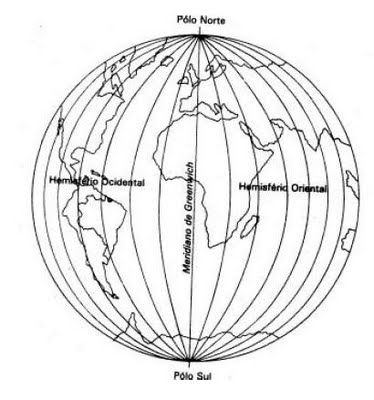 Pólo Norte
Hemisfério Ocidental
Hemisfério Oriental
Meridiano de Greenwich
Pólo Sul